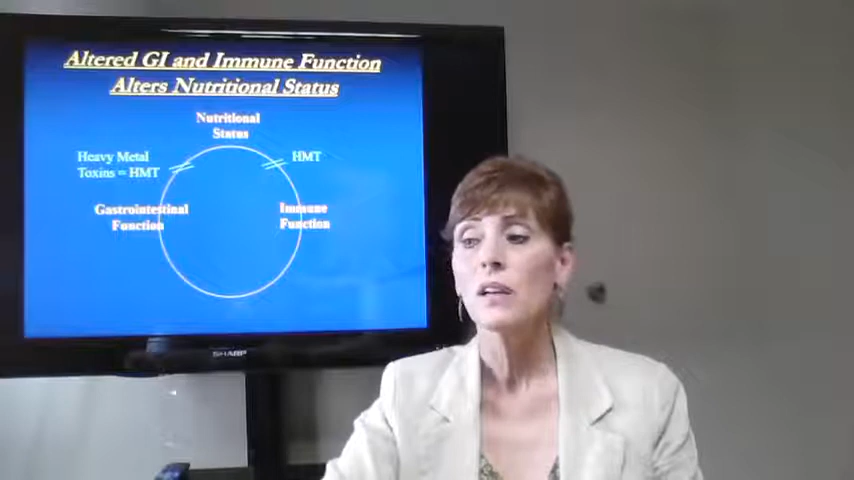 Altered GI and Immune Function
Alters Nutritional Status
Nutritional
Status
Heavy Metal
Toxins = HMT
HMT
Gastrointestinal
Function
Immune
Function
SHARP